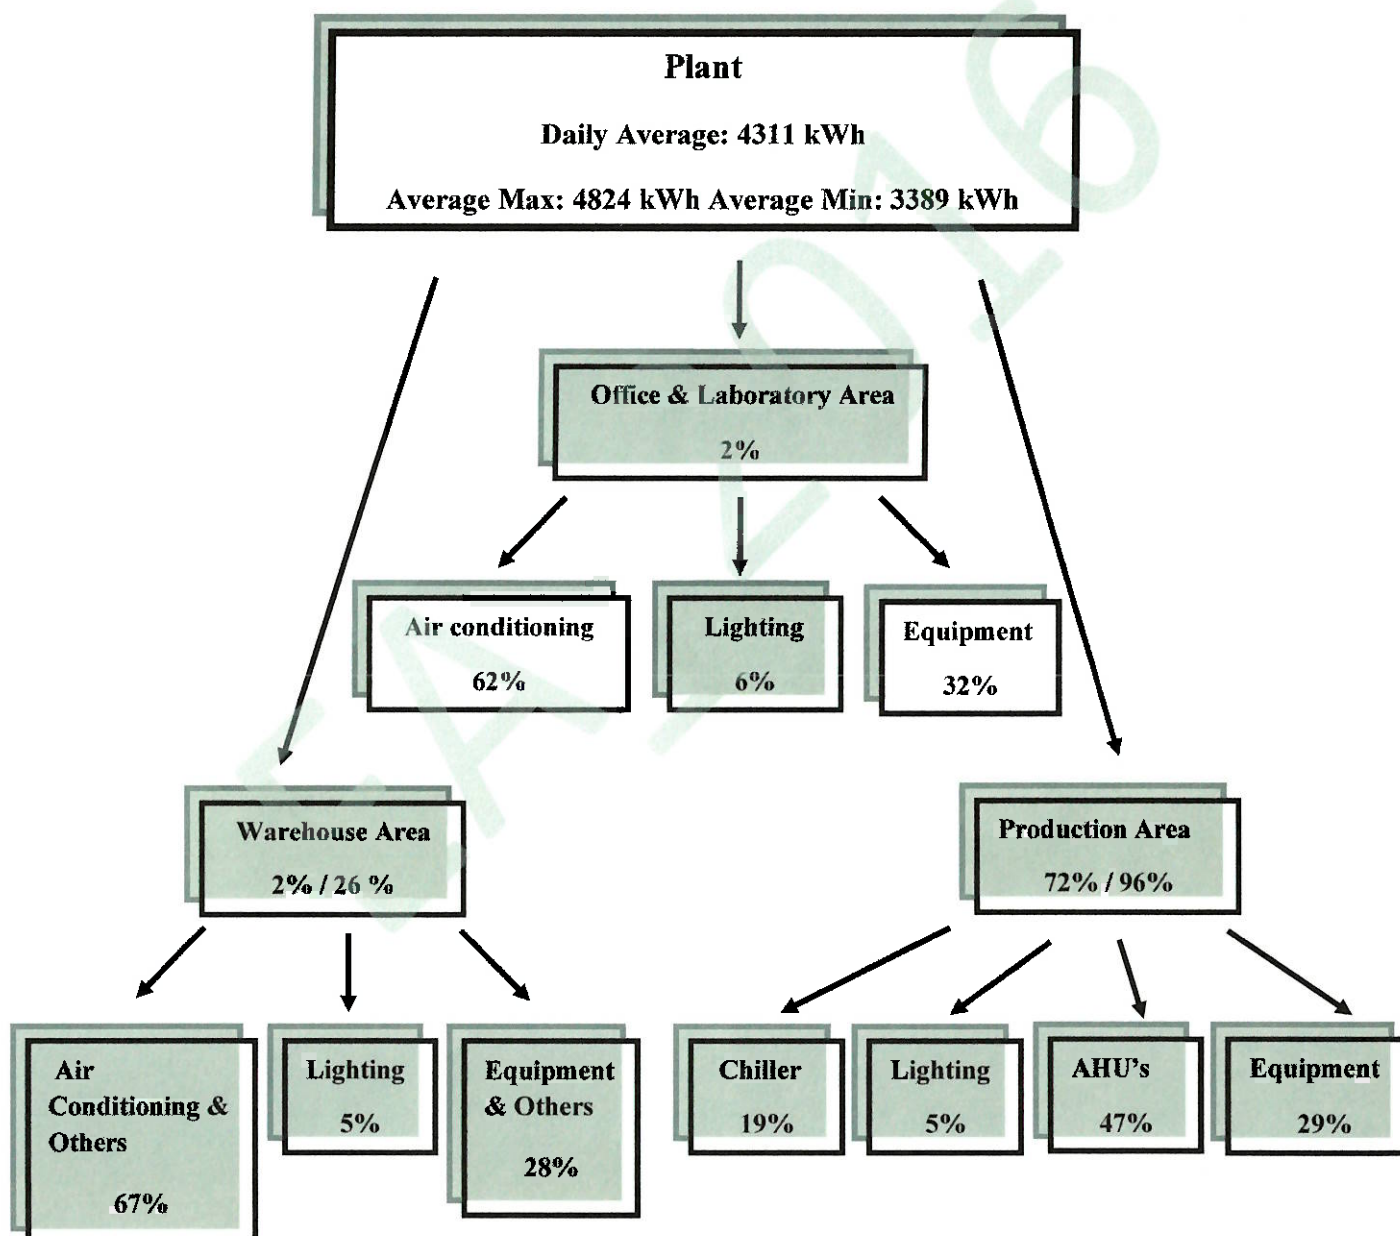 Plant
Daily Average: 4311 kWh
Average Max: 4824 kWh Average Min: 3389 kWh
Office & Laboratory Area
2%
Air conditioning
62%
Lighting
6%
Equipment
32%
Warehouse Area
2% / 26 %
Production Area
72% / 96%
Air
Conditioning &
Others
67%
Lighting
5%
Equipment
& Others
28%
Chiller
19%
Lighting
5%
AHU's
47%
Equipment
29%
EA_2016